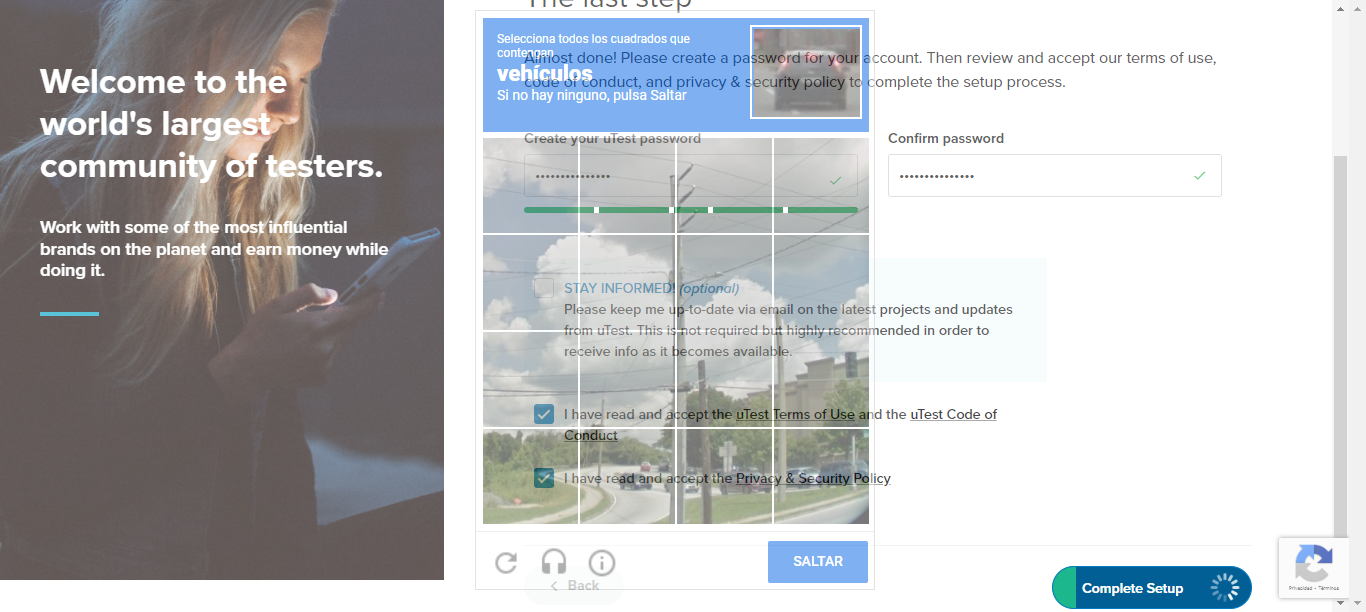 Welcome to the
world's largest
community of testers.
Work with some of the most influential
brands on the planet and earn money while
doing it.
The last step
Almost done! Please create a password for your account. Then review and accept our terms of use,
code of conduct, and privacy & security policy to complete the setup process.
Selecciona todos los cuadrados que
contengan
vehículos
Si no hay ninguno, pulsa Saltar
Create your uTest password
Confirm password
STAY INFORMED! (optional)
Please keep me up-to-date via email on the latest projects and updates
from uTest. This is not required but highly recommended in order to
receive info as it becomes available.
I have read and accept the uTest Terms of Use and the uTest Code of
Conduct
I have read and accept the Privacy & Security Policy
SALTAR
Back
Complete Setup
Privacidad - Términos